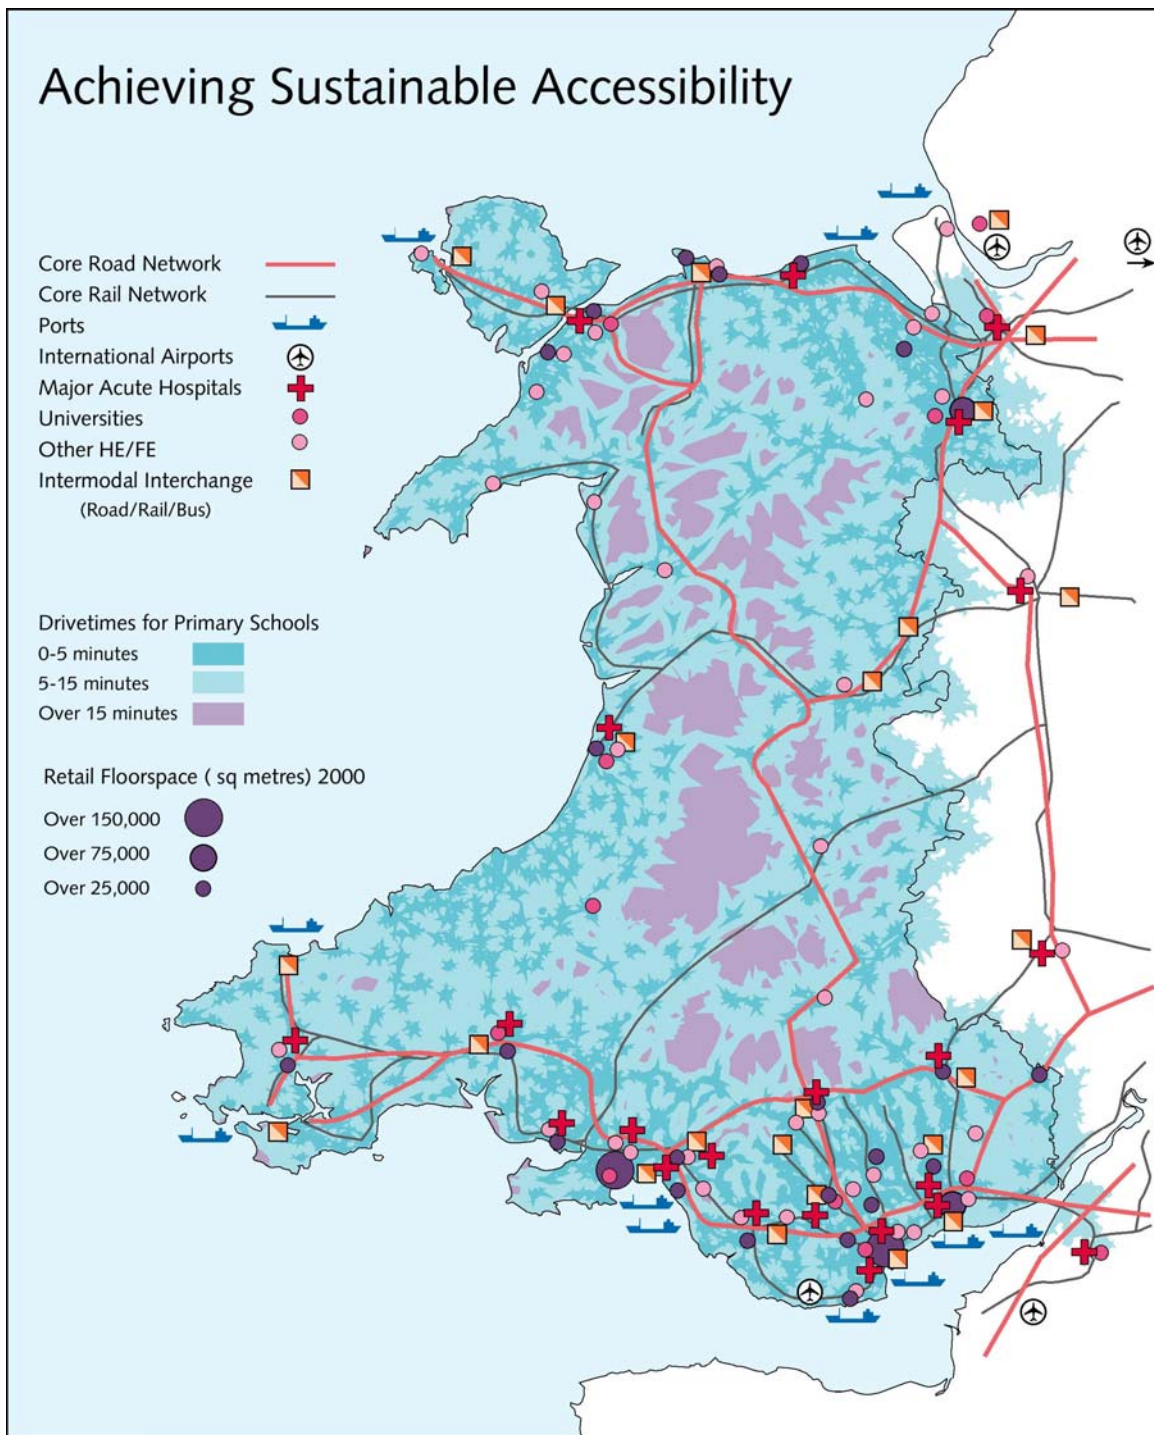 Achieving Sustainable Accessibility
Core Road Network
Core Rail Network
Ports
International Airports
Major Acute Hospitals
Universities
Other HE/FE
Intermodal Interchange
(Road/Rail/Bus)
Drivetimes for Primary Schools
0-5 minutes
5-15 minutes
Over 15 minutes
Retail Floorspace ( sq metres) 2000
Over 150,000
Over 75,000
Over 25,000